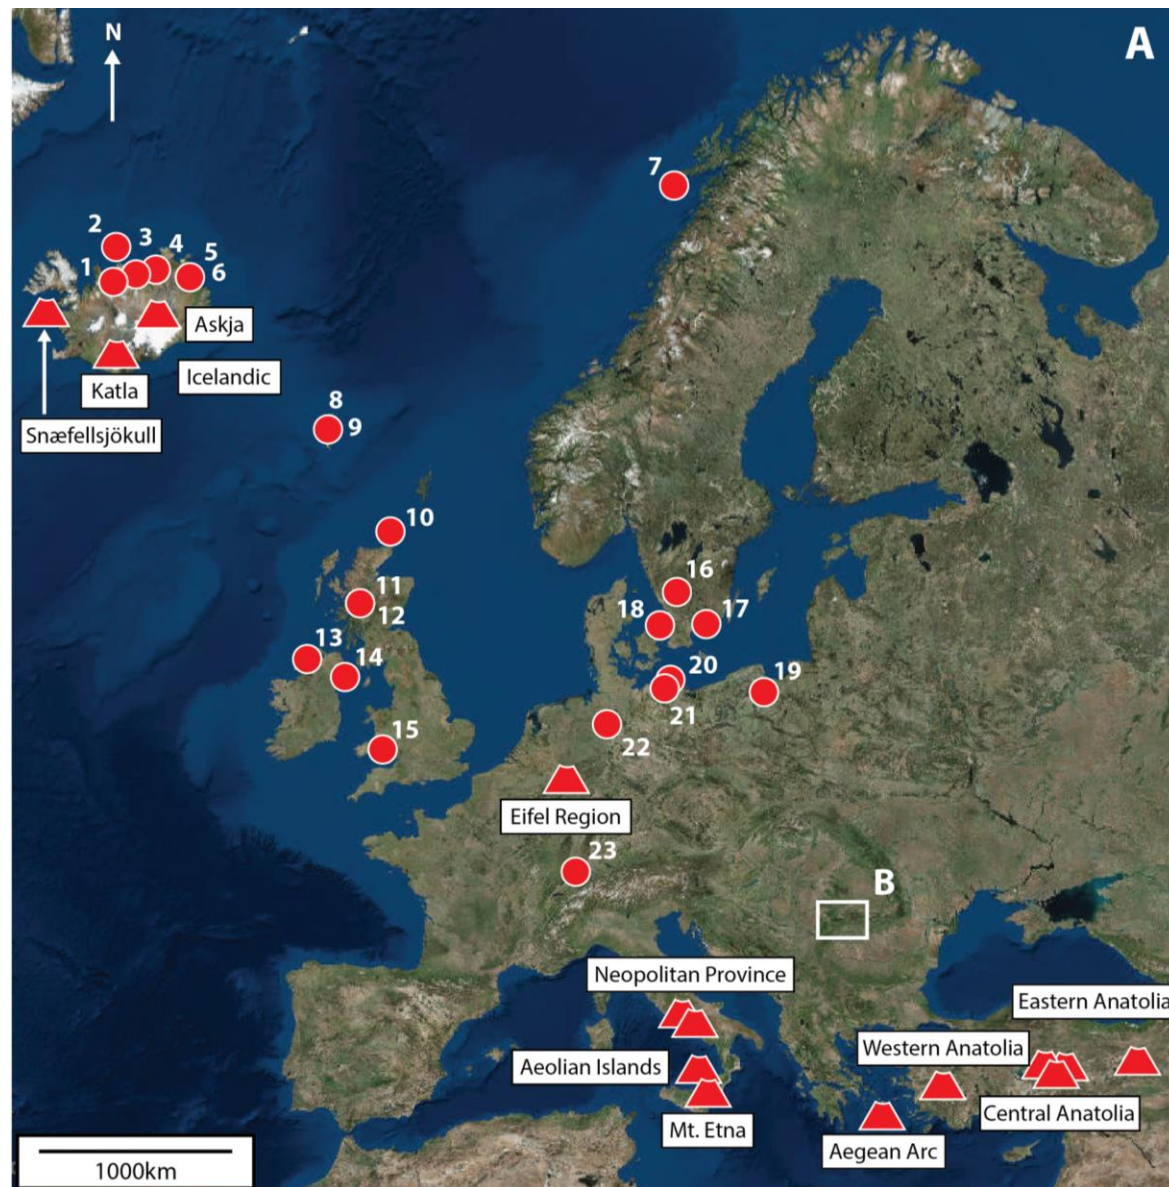 A
N
7
2
3
4
5
1
6
Askja
Icelandic
Katla
Snæfellsjökull
8
9
10
11
12
13
14
15
16
17
18
19
20
21
22
Eifel Region
23
B
Neopolitan Province
Eastern Anatolia
Western Anatolia
Aeolian Islands
Central Anatolia
Mt. Etna
Aegean Arc
1000km